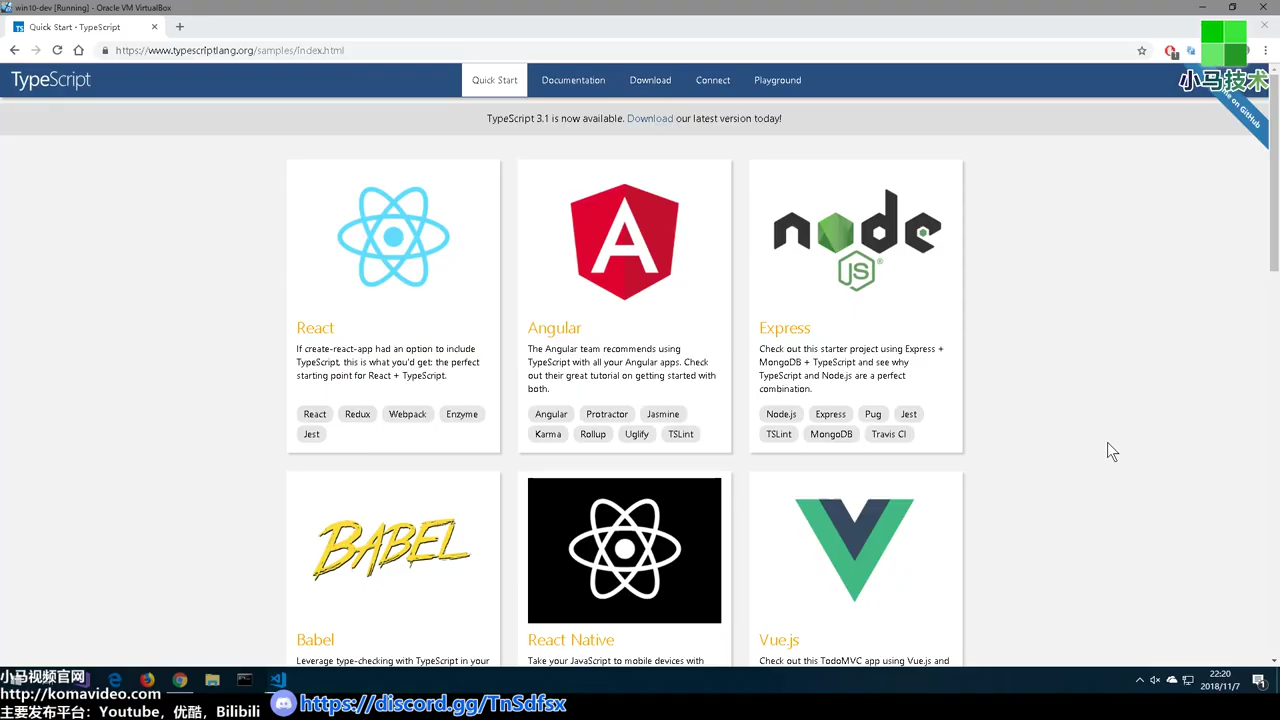 win10-dev [Running] - Oracle VM VirtualBox
TS Quick Start · TypeScript
https://www.typescriptlang.org/samples/index.html
小马技术
TypeScript
Quick Start
Documentation
Download
Connect
Playground
me on GitHub
TypeScript 3.1 is now available. Download our latest version today!
React
If create-react-app had an option to include
TypeScript, this is what you'd get: the perfect
starting point for React + TypeScript.
React Redux Webpack Enzyme
Jest
A
Angular
The Angular team recommends using
TypeScript with all your Angular apps. Check
out their great tutorial on getting started with
both.
Angular Protractor Jasmine
Karma Rollup Uglify TSLint
node
JS®
Express
Check out this starter project using Express +
MongoDB + TypeScript and see why
TypeScript and Node.js are a perfect
combination.
Node.js Express Pug Jest
TSLint MongoDB Travis CI
BABEL
Babel
Leverage type-checking with TypeScript in your
React Native
Take your JavaScript to mobile devices with
Vue.js
Check out this TodoMVC app using Vue.js and
22:20
2018/11/7
1
小马视频官网
http://komavideo.com
主要发布平台：Youtube，优酷，Bilibili
https://discord.gg/TnSdfsx